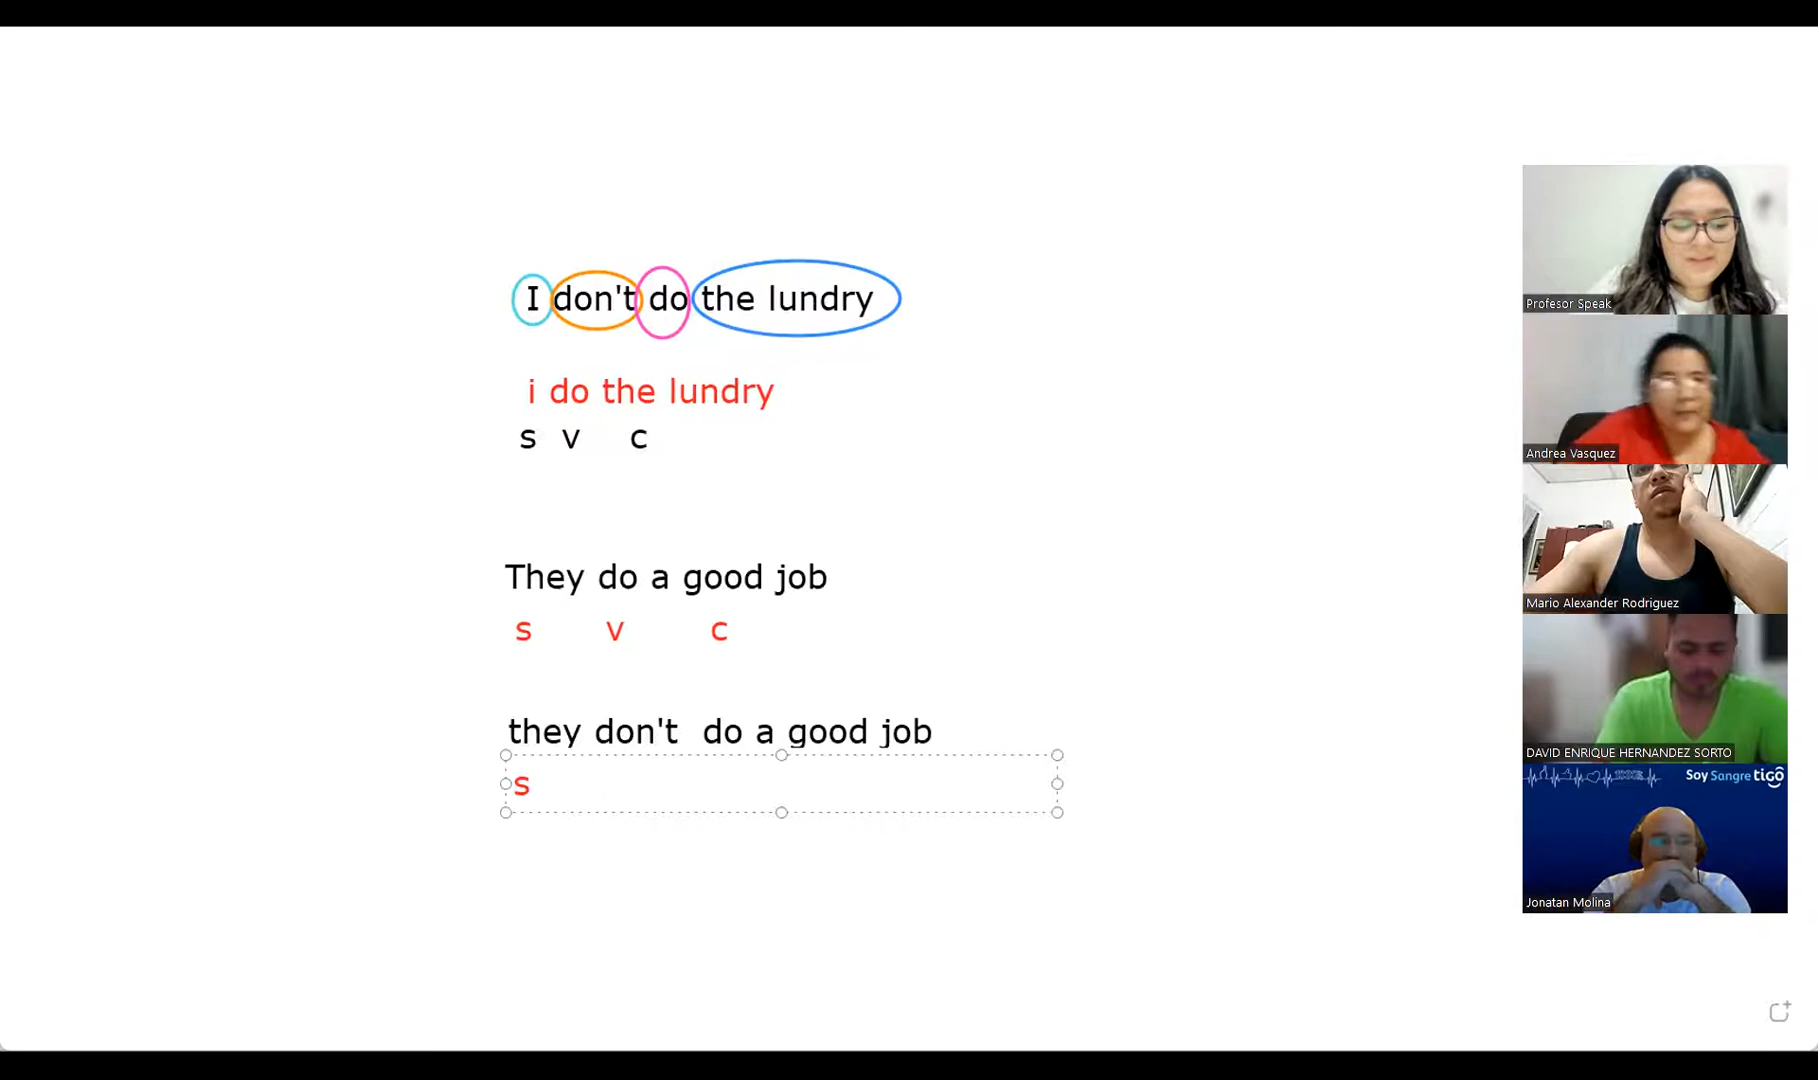 I don't do the lundry
i do the lundry
s v c
They do a good job
s v c
they don't do a good job
s
Profesor Speak
Andrea Vasquez
Mario Alexander Rodriguez
DAVID ENRIQUE HERNANDEZ SORTO
Soy Sangre tigo
Jonatan Molina